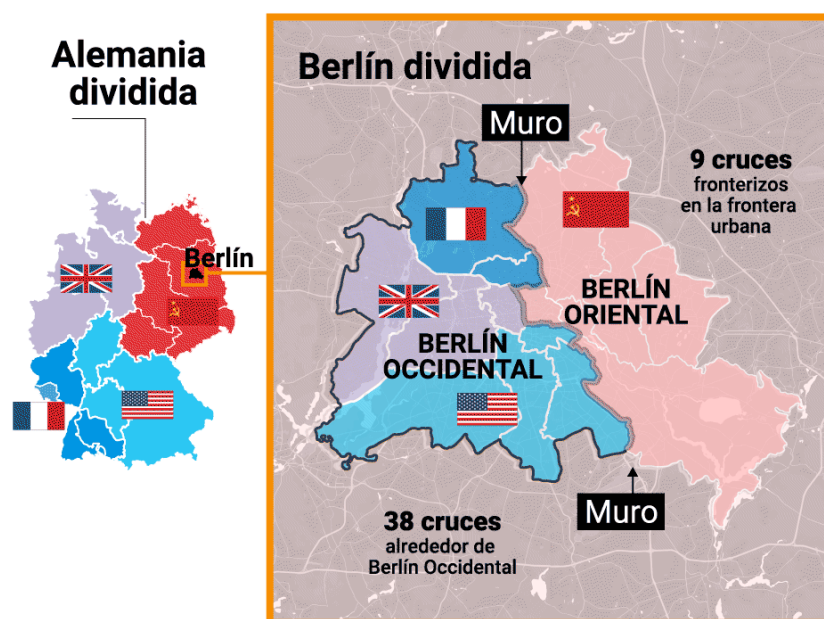 Alemania
dividida
Berlín
Berlín dividida
Muro
9 cruces
fronterizos
en la frontera
urbana
BERLÍN
ORIENTAL
BERLÍN
OCCIDENTAL
38 cruces
alrededor de
Berlín Occidental
Muro